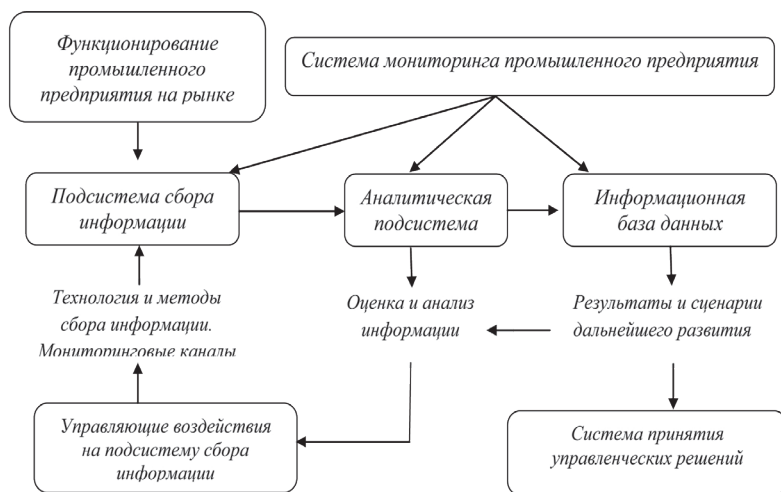 Функционирование
промышленного
предприятия на рынке
Система мониторинга промышленного предприятия
Подсистема сбора
информации
Аналитическая
подсистема
Информационная
база данных
Технология и методы
сбора информации.
Мониторинговые каналы
Оценка и анализ
информации
Результаты и сценарии
дальнейшего развития
Управляющие воздействия
на подсистему сбора
информации
Система принятия
управленческих решений